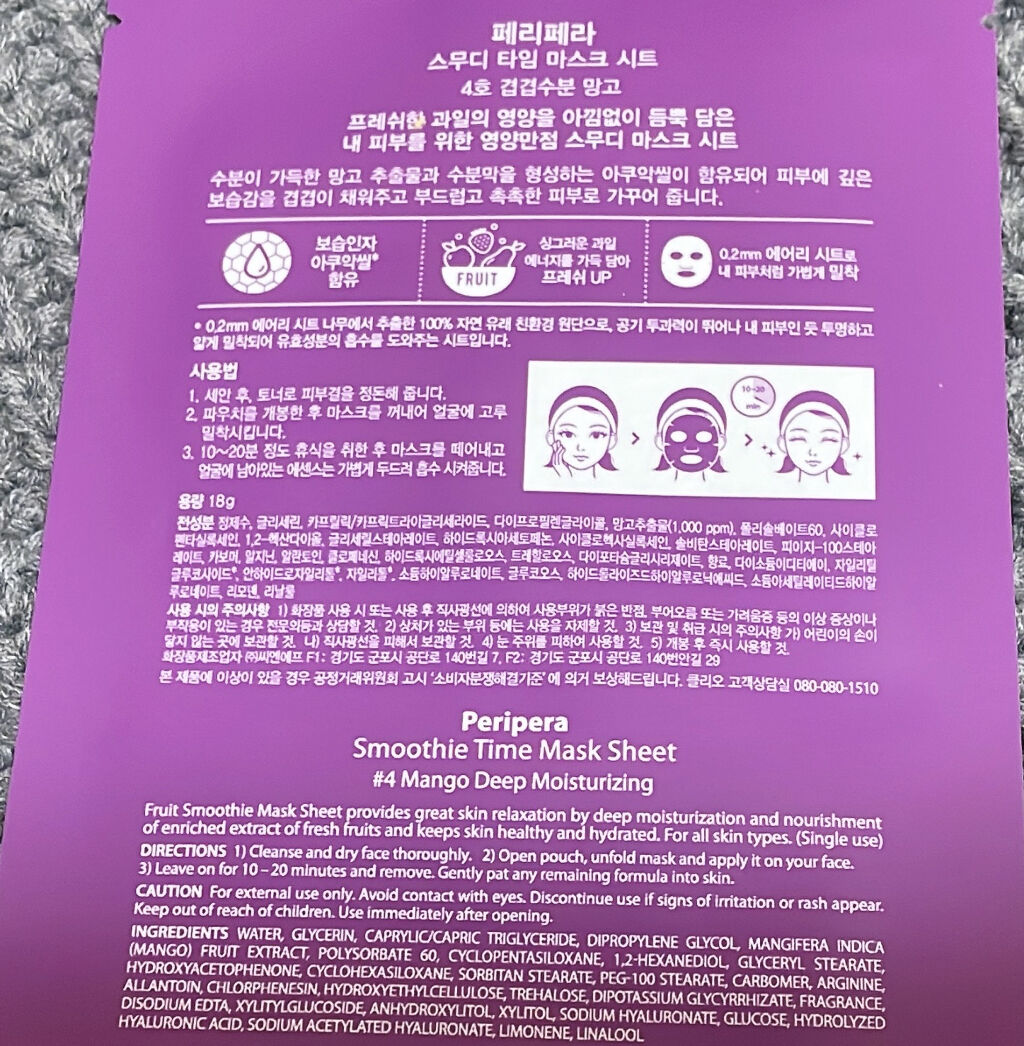 페리페라
스무디 타임 마스크 시트
4호 겹겹수분 망고
프레쉬한 과일의 영양을 아낌없이 듬뿍 담은
내 피부를 위한 영양만점 스무디 마스크 시트
수분이 가득한 망고 추출물과 수분막을 형성하는 아쿠악씰이 함유되어 피부에 깊은
보습감을 겹겹이 채워주고 부드럽고 촉촉한 피부로 가꾸어 줍니다.
보습인자
아쿠악씰*
함유
FRUIT
싱그러운 과일
에너지를 가득 담아
프레쉬 UP
0.2mm 에어리 시트로
내 피부처럼 가볍게 밀착
* 0.2mm 에어리 시트 나무에서 추출한 100% 자연 유래 친환경 원단으로, 공기 투과력이 뛰어나 내 피부인 듯 투명하고
얇게 밀착되어 유효성분의 흡수를 도와주는 시트입니다.
사용법
1. 세안 후, 토너로 피부결을 정돈해 줍니다.
2. 파우치를 개봉한 후 마스크를 꺼내어 얼굴에 고루
밀착시킵니다.
3. 10~20분 정도 휴식을 취한 후 마스크를 떼어내고
얼굴에 남아있는 에센스는 가볍게 두드려 흡수 시켜줍니다.
10-20
min
용량 18g
전성분 정제수, 글리세린, 카프릴릭/카프릭트라이글리세라이드, 다이프로필렌글라이콜, 망고추출물(1,000 ppm), 폴리솔베이트60, 사이클로
펜타실록세인, 1,2-헥산다이올, 글리세릴스테아레이트, 하이드록시아세토페논, 사이클로헥사실록세인, 솔비탄스테아레이트, 피이지-100스테아
레이트, 카보머, 알지닌, 알란토인, 클로페네신, 하이드록시에틸셀룰로오스, 트레할로오스, 다이포타슘글리시리제이트, 향료, 다이소듐이디티에이, 자일리틸
글루코사이드*, 안하이드로자일리톨*, 자일리톨*, 소듐하이알루로네이트, 글루코오스, 하이드롤라이즈드하이알루로닉애씨드, 소듐아세틸레이티드하이알
루로네이트, 리모넨, 리날룰
사용 시의 주의사항 1) 화장품 사용 시 또는 사용 후 직사광선에 의하여 사용부위가 붉은 반점, 부어오름 또는 가려움증 등의 이상 증상이나
부작용이 있는 경우 전문의등과 상담할 것. 2) 상처가 있는 부위 등에는 사용을 자제할 것. 3) 보관 및 취급 시의 주의사항 가) 어린이의 손이
닿지 않는 곳에 보관할 것. 나) 직사광선을 피해서 보관할 것. 4) 눈 주위를 피하여 사용할 것. 5) 개봉 후 즉시 사용할 것.
화장품제조업자 ㈜씨엔에프 F1: 경기도 군포시 공단로 140번길 7, F2: 경기도 군포시 공단로 140번안길 29
본 제품에 이상이 있을 경우 공정거래위원회 고시 '소비자분쟁해결기준' 에 의거 보상해드립니다. 클리오 고객상담실 080-080-1510
Peripera
Smoothie Time Mask Sheet
#4 Mango Deep Moisturizing
Fruit Smoothie Mask Sheet provides great skin relaxation by deep moisturization and nourishment
of enriched extract of fresh fruits and keeps skin healthy and hydrated. For all skin types. (Single use)
DIRECTIONS 1) Cleanse and dry face thoroughly. 2) Open pouch, unfold mask and apply it on your face.
3) Leave on for 10 – 20 minutes and remove. Gently pat any remaining formula into skin.
CAUTION For external use only. Avoid contact with eyes. Discontinue use if signs of irritation or rash appear.
Keep out of reach of children. Use immediately after opening.
INGREDIENTS WATER, GLYCERIN, CAPRYLIC/CAPRIC TRIGLYCERIDE, DIPROPYLENE GLYCOL, MANGIFERA INDICA
(MANGO) FRUIT EXTRACT, POLYSORBATE 60, CYCLOPENTASILOXANE, 1,2-HEXANEDIOL, GLYCERYL STEARATE,
HYDROXYACETOPHENONE, CYCLOHEXASILOXANE, SORBITAN STEARATE, PEG-100 STEARATE, CARBOMER, ARGININE,
ALLANTOIN, CHLORPHENESIN, HYDROXYETHYLCELLULOSE, TREHALOSE, DIPOTASSIUM GLYCYRRHIZATE, FRAGRANCE,
DISODIUM EDTA, XYLITYLGLUCOSIDE, ANHYDROXYLITOL, XYLITOL, SODIUM HYALURONATE, GLUCOSE, HYDROLYZED
HYALURONIC ACID, SODIUM ACETYLATED HYALURONATE, LIMONENE, LINALOOL